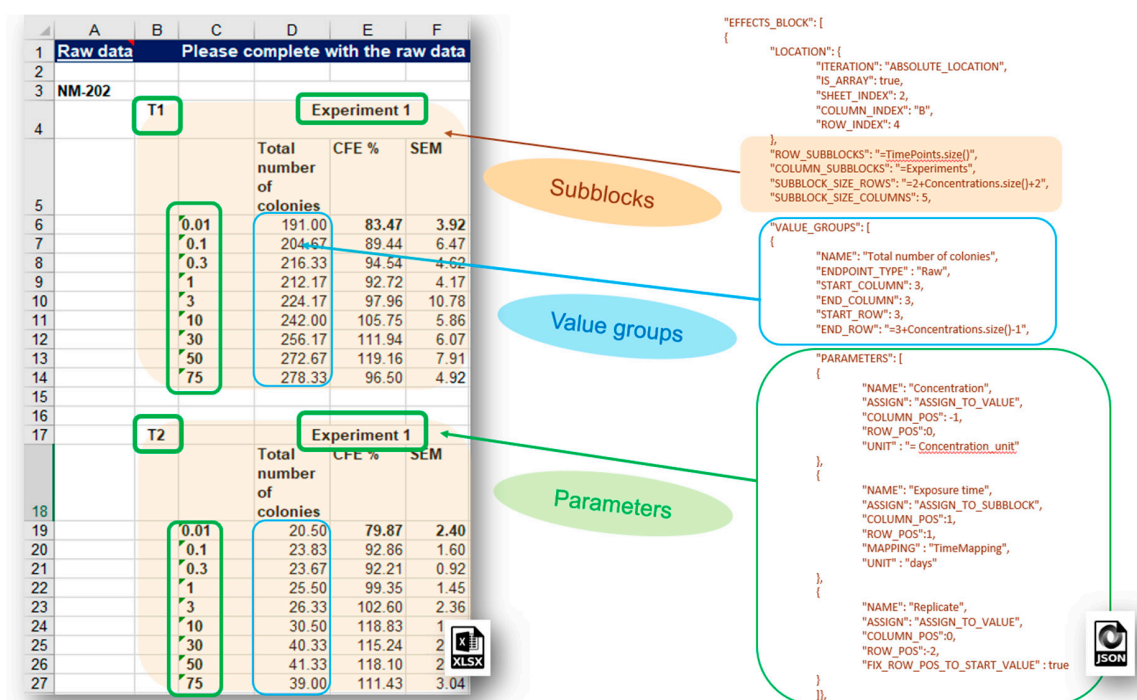 A B C D E F
1 Raw data Please complete with the raw data
2
3 NM-202
4 T1 Experiment 1
5 Total number of colonies CFE % SEM
6 0.01 191.00 83.47 3.92
7 0.1 204.67 89.44 6.47
8 0.3 216.33 94.54 4.62
9 1 212.17 92.72 4.17
10 3 224.17 97.96 10.78
11 10 242.00 105.75 5.86
12 30 256.17 111.94 6.07
13 50 272.67 119.16 7.91
14 75 278.33 96.50 4.92
15
16
17 T2 Experiment 1
18 Total number of colonies CFE % SEM
19 0.01 20.50 79.87 2.40
20 0.1 23.83 92.86 1.60
21 0.3 23.67 92.21 0.92
22 1 25.50 99.35 1.45
23 3 26.33 102.60 2.36
24 10 30.50 118.83 1
25 30 40.33 115.24 2
26 50 41.33 118.10 2
27 75 39.00 111.43 3.04
XLSX
Subblocks
Value groups
Parameters
"EFFECTS_BLOCK": [
{
"LOCATION": {
"ITERATION": "ABSOLUTE_LOCATION",
"IS_ARRAY": true,
"SHEET_INDEX": 2,
"COLUMN_INDEX": "B",
"ROW_INDEX": 4
},
"ROW_SUBBLOCKS": "=TimePoints.size()",
"COLUMN_SUBBLOCKS": "=Experiments",
"SUBBLOCK_SIZE_ROWS": "=2+Concentrations.size()+2",
"SUBBLOCK_SIZE_COLUMNS": 5,
"VALUE_GROUPS": [
{
"NAME": "Total number of colonies",
"ENDPOINT_TYPE" : "Raw",
"START_COLUMN": 3,
"END_COLUMN": 3,
"START_ROW": 3,
"END_ROW": "=3+Concentrations.size()-1",
"PARAMETERS": [
{
"NAME": "Concentration",
"ASSIGN": "ASSIGN_TO_VALUE",
"COLUMN_POS": -1,
"ROW_POS":0,
"UNIT" : "= Concentration_unit"
},
{
"NAME": "Exposure time",
"ASSIGN": "ASSIGN_TO_SUBBLOCK",
"COLUMN_POS":1,
"ROW_POS":1,
"MAPPING" : "TimeMapping",
"UNIT" : "days"
},
{
"NAME": "Replicate",
"ASSIGN": "ASSIGN_TO_VALUE",
"COLUMN_POS":0,
"ROW_POS":-2,
"FIX_ROW_POS_TO_START_VALUE" : true
}
]},
JSON